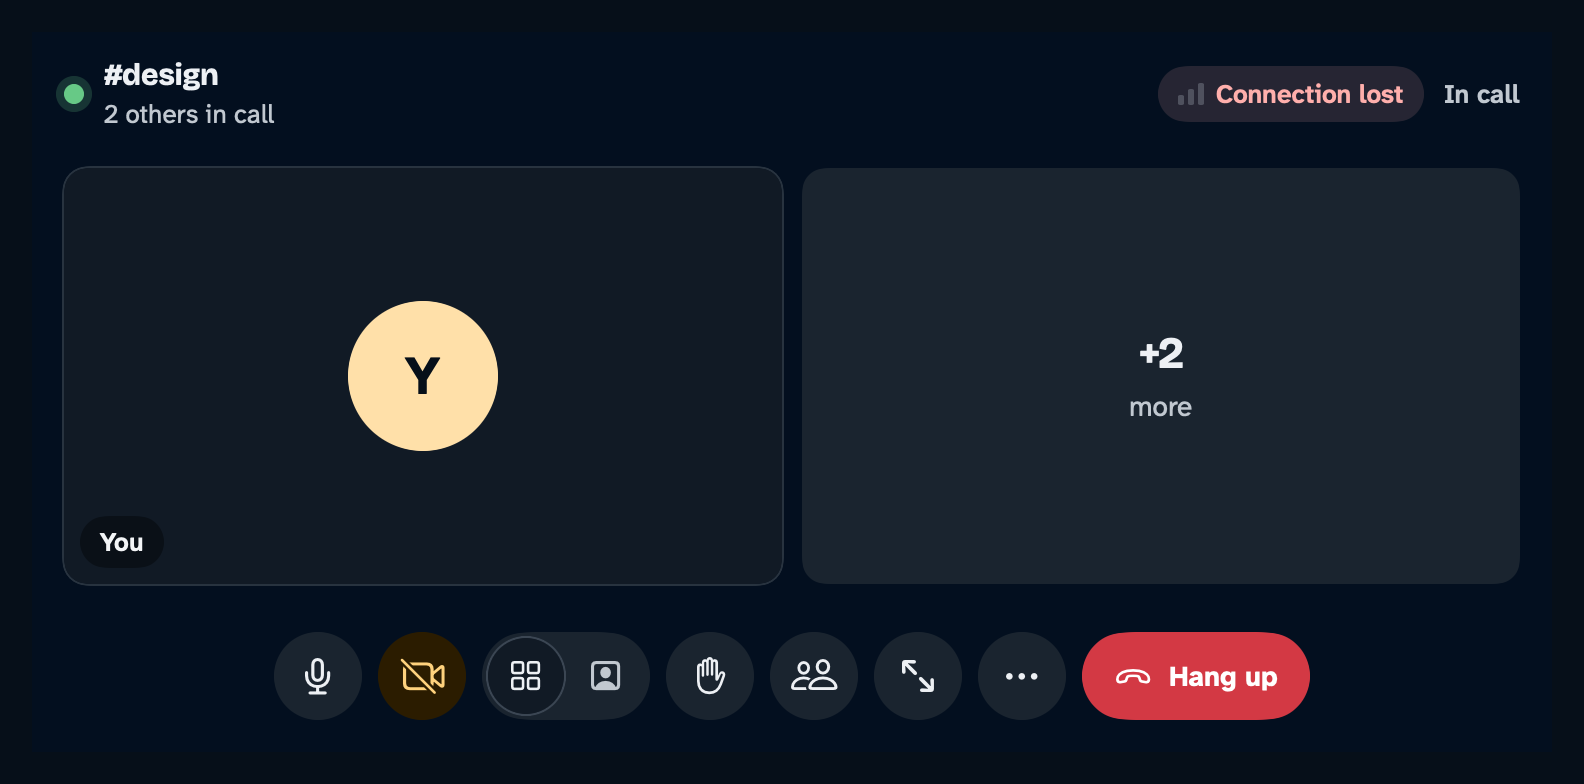 #design
2 others in call
Connection lost
In call
Y
You
+2
more
Hang up